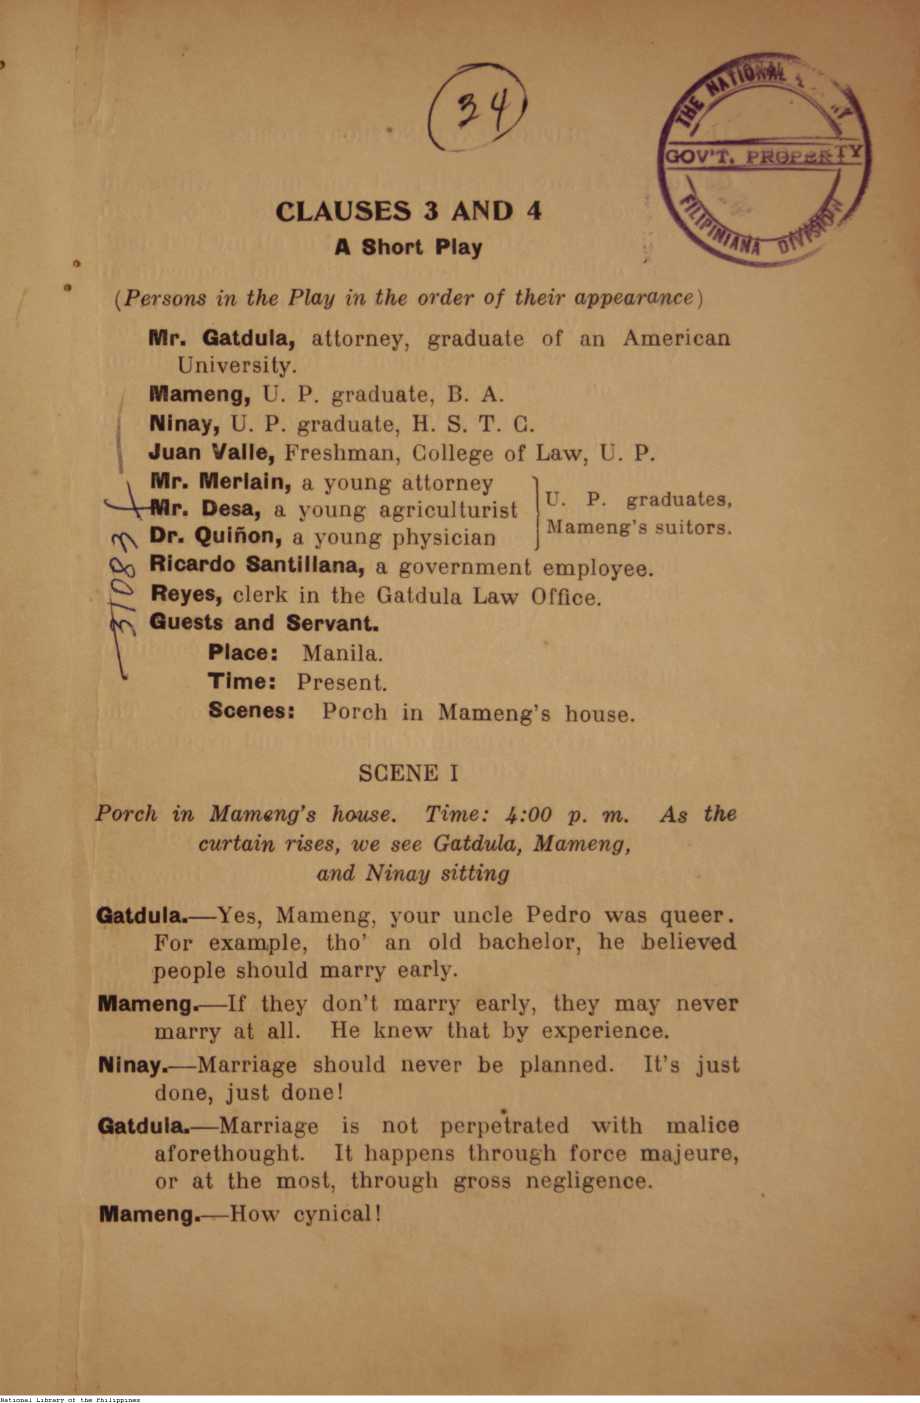 34
THE NATIONAL
GOV'T. PROPERTY
FILIPINIANA DIVISION
CLAUSES 3 AND 4
A Short Play
(Persons in the Play in the order of their appearance)
Mr. Gatdula, attorney, graduate of an American
University.
Mameng, U. P. graduate, B. A.
Ninay, U. P. graduate, H. S. T. C.
Juan Valle, Freshman, College of Law, U. P.
Mr. Merlain, a young attorney
Mr. Desa, a young agriculturist
Dr. Quiñon, a young physician
U. P. graduates,
Mameng's suitors.
Ricardo Santillana, a government employee.
Reyes, clerk in the Gatdula Law Office.
Guests and Servant.
Place: Manila.
Time: Present.
Scenes: Porch in Mameng's house.
SCENE I
Porch in Mameng's house. Time: 4:00 p. m. As the
curtain rises, we see Gatdula, Mameng,
and Ninay sitting
Gatdula.—Yes, Mameng, your uncle Pedro was queer.
For example, tho' an old bachelor, he believed
people should marry early.
Mameng.—If they don't marry early, they may never
marry at all. He knew that by experience.
Ninay.—Marriage should never be planned. It's just
done, just done!
Gatdula.—Marriage is not perpetrated with malice
aforethought. It happens through force majeure,
or at the most, through gross negligence.
Mameng.—How cynical!
National Library of the Philippines